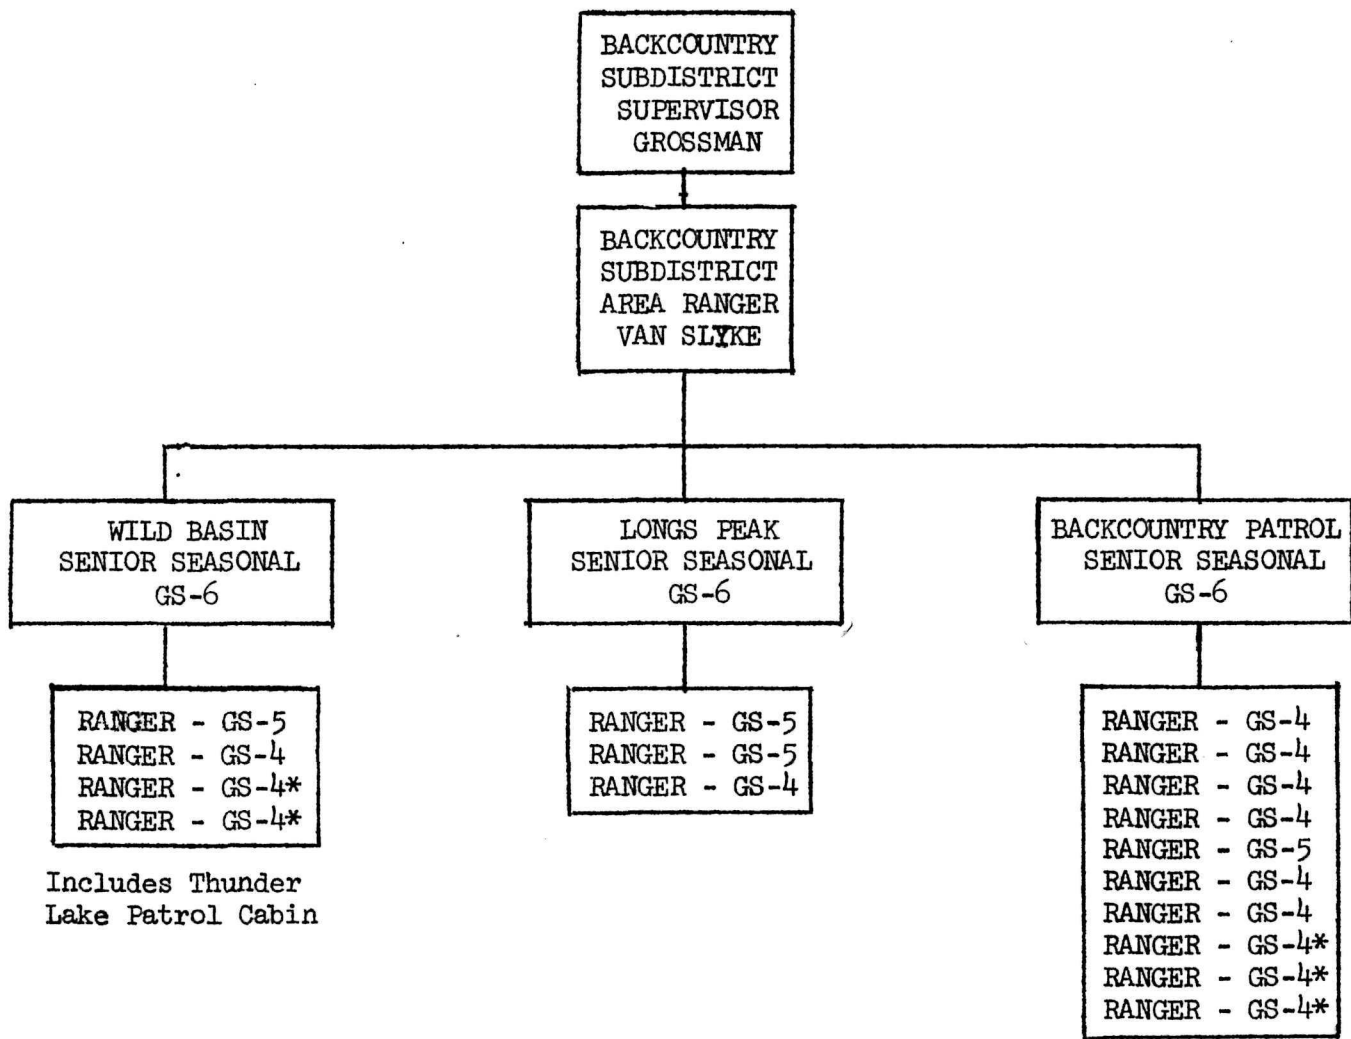 BACKCOUNTRY
SUBDISTRICT
SUPERVISOR
GROSSMAN
BACKCOUNTRY
SUBDISTRICT
AREA RANGER
VAN SLYKE
WILD BASIN
SENIOR SEASONAL
GS-6
LONGS PEAK
SENIOR SEASONAL
GS-6
BACKCOUNTRY PATROL
SENIOR SEASONAL
GS-6
RANGER - GS-5
RANGER - GS-4
RANGER - GS-4*
RANGER - GS-4*
Includes Thunder
Lake Patrol Cabin
RANGER - GS-5
RANGER - GS-5
RANGER - GS-4
RANGER - GS-4
RANGER - GS-4
RANGER - GS-4
RANGER - GS-4
RANGER - GS-5
RANGER - GS-4
RANGER - GS-4
RANGER - GS-4*
RANGER - GS-4*
RANGER - GS-4*